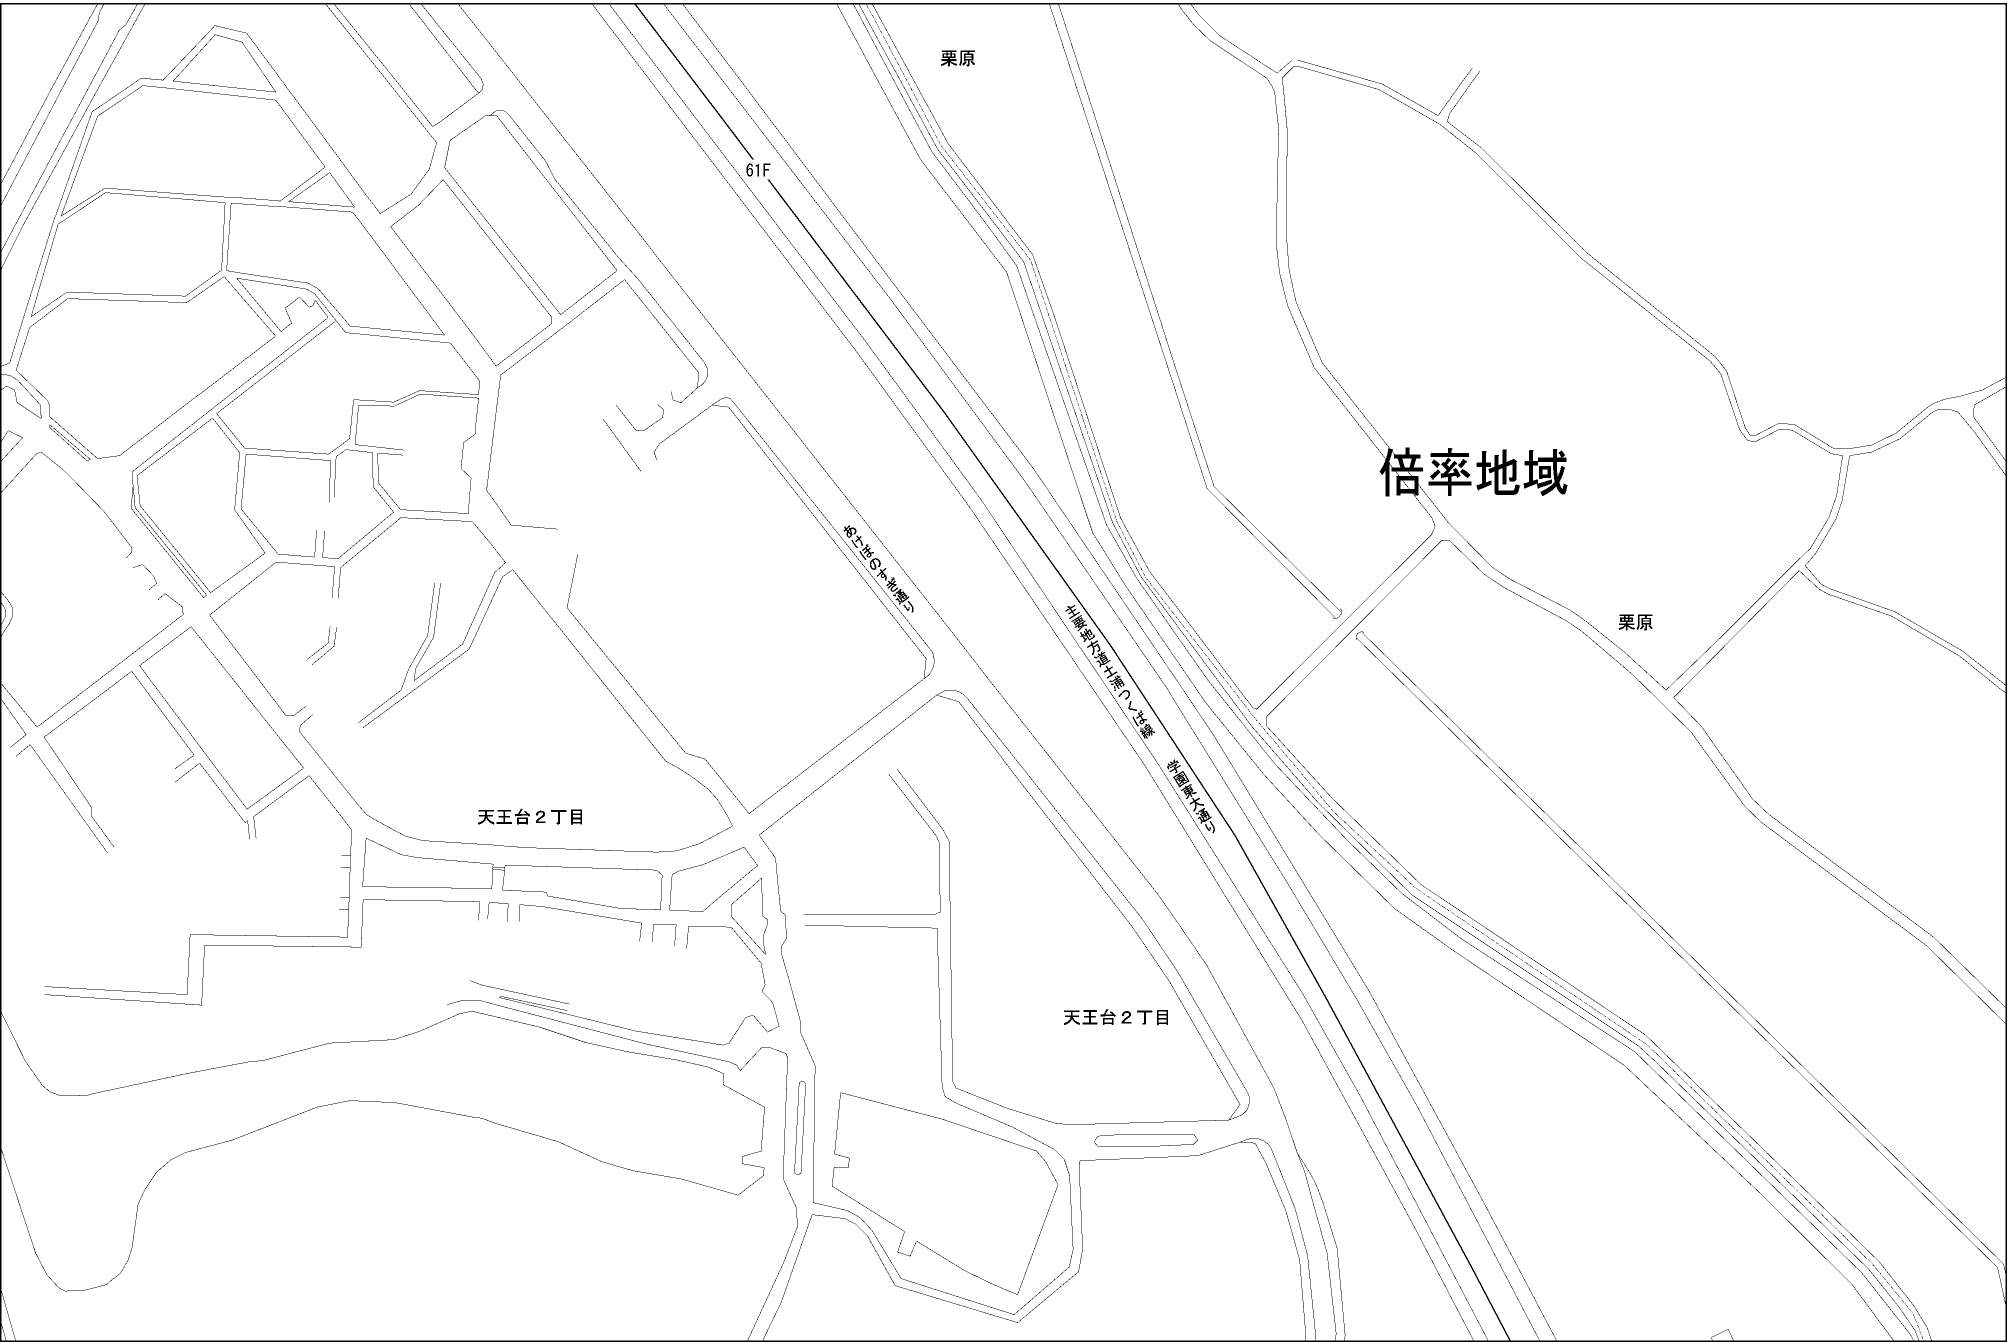 栗原
61F
倍率地域
あけぼのすぎ通り
主要地方道土浦つくば線　学園東大通り
栗原
天王台２丁目
天王台２丁目